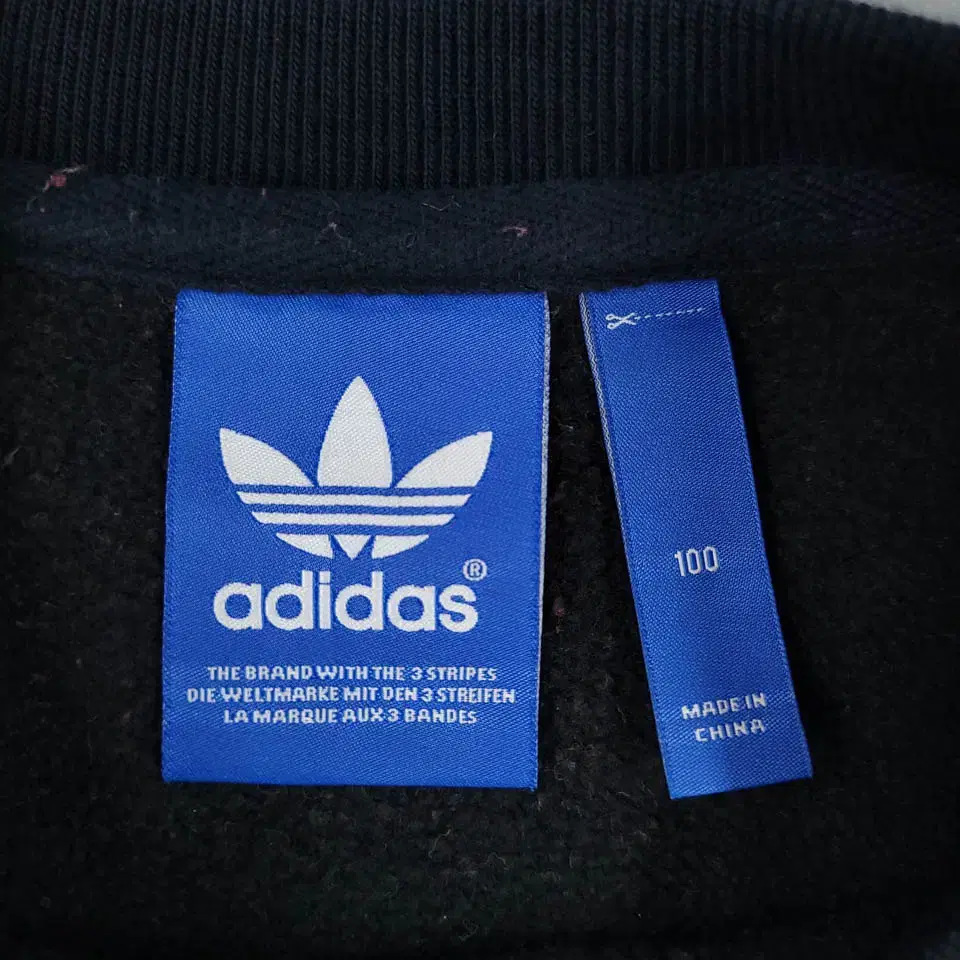 adidas®
THE BRAND WITH THE 3 STRIPES
DIE WELTMARKE MIT DEN 3 STREIFEN
LA MARQUE AUX 3 BANDES
100
MADE IN
CHINA